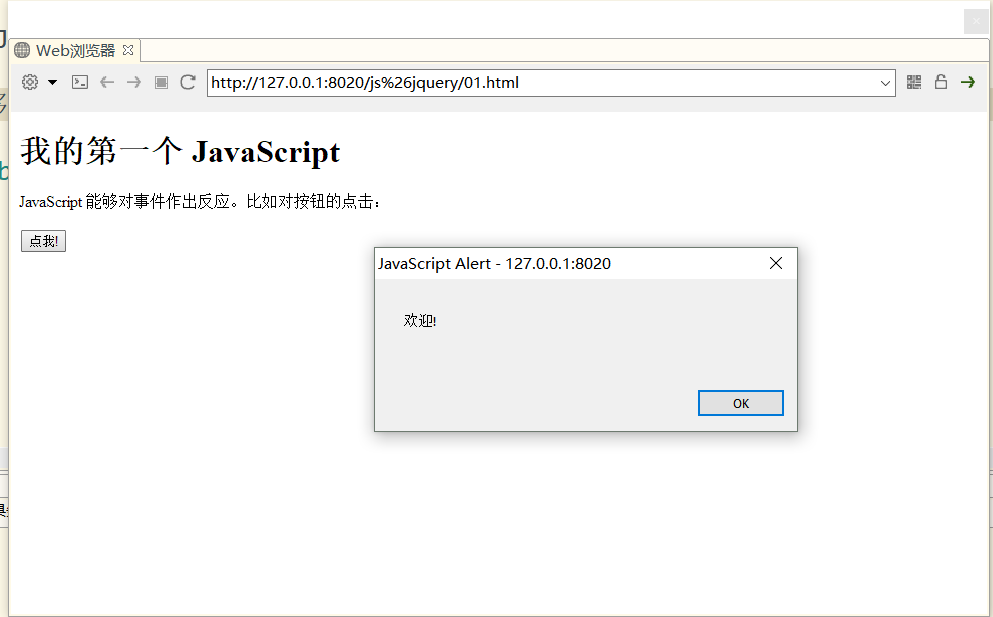 Web浏览器
http://127.0.0.1:8020/js%26jquery/01.html
我的第一个 JavaScript
JavaScript 能够对事件作出反应。比如对按钮的点击：
点我!
JavaScript Alert - 127.0.0.1:8020
欢迎!
OK